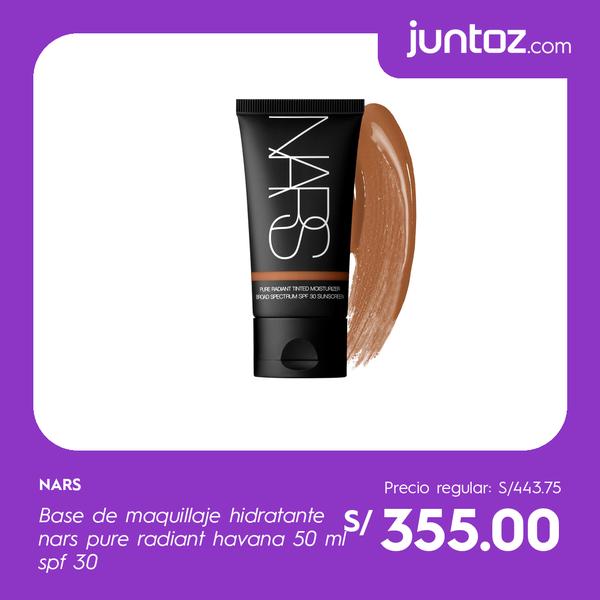 juntoz.com
NARS
PURE RADIANT TINTED MOISTURIZER
BROAD SPECTRUM SPF 30 SUNSCREEN
NARS
Base de maquillaje hidratante
nars pure radiant havana 50 ml
spf 30
Precio regular: S/443.75
S/ 355.00